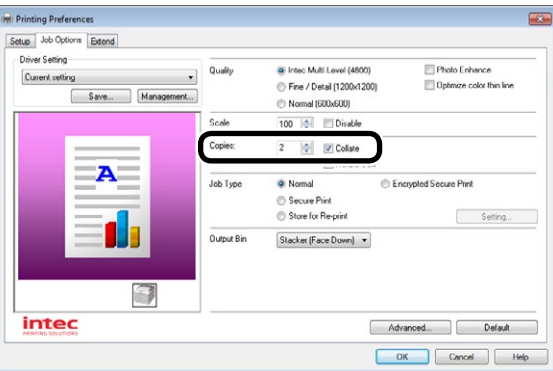 Printing Preferences
Setup Job Options Extend
Driver Setting
Current setting
Save... Management...
A
intec
PRINTING SOLUTIONS
Quality Intec Multi Level (4800) Photo Enhance
Fine / Detail (1200x1200) Optimize color thin line
Normal (600x600)
Scale 100 Disable
Copies: 2 Collate
Job Type Normal Encrypted Secure Print
Secure Print
Store for Re-print Setting...
Output Bin Stacker (Face Down)
Advanced... Default
OK Cancel Help